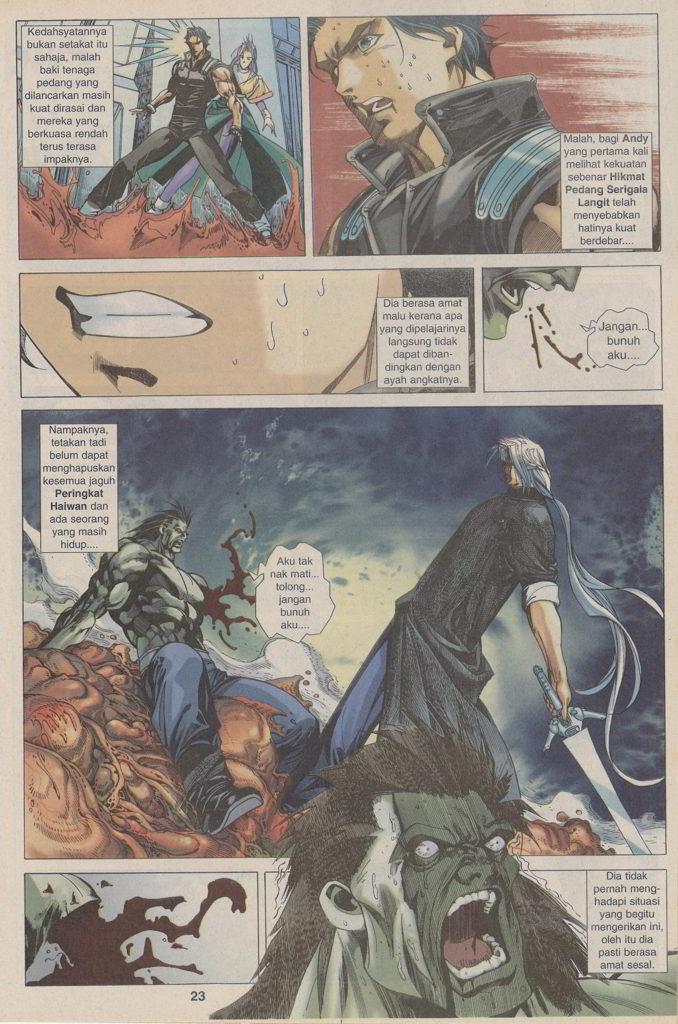 Kedahsyatannya
bukan setakat itu
sahaja, malah
baki tenaga
pedang yang
dilancarkan masih
kuat dirasai dan
mereka yang
berkuasa rendah
terus terasa
impaknya.
Malah, bagi Andy
yang pertama kali
melihat kekuatan
sebenar Hikmat
Pedang Serigala
Langit telah
menyebabkan
hatinya kuat
berdebar....
Dia berasa amat
malu kerana apa
yang dipelajarinya
langsung tidak
dapat diban-
dingkan dengan
ayah angkatnya.
Jangan...
bunuh
aku....
Nampaknya,
tetakan tadi
belum dapat
menghapuskan
kesemua jaguh
Peringkat
Haiwan dan
ada seorang
yang masih
hidup....
Aku tak
nak mati...
tolong...
jangan
bunuh
aku....
Dia tidak
pernah meng-
hadapi situasi
yang begitu
mengerikan ini,
oleh itu dia
pasti berasa
amat sesal.
23